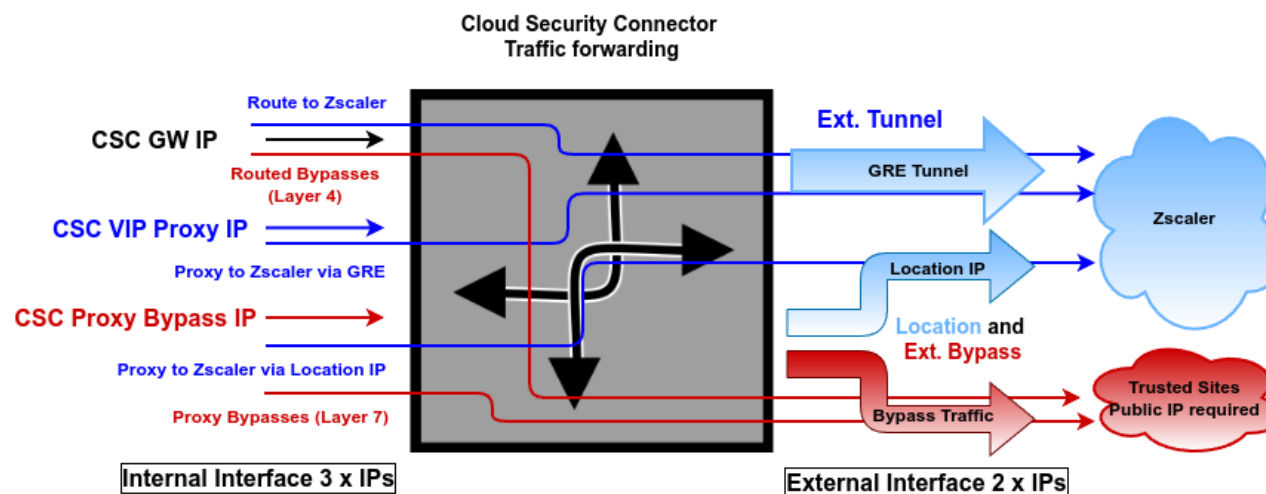 Cloud Security Connector
Traffic forwarding
Route to Zscaler
CSC GW IP
Routed Bypasses
(Layer 4)
CSC VIP Proxy IP
Proxy to Zscaler via GRE
CSC Proxy Bypass IP
Proxy to Zscaler via Location IP
Proxy Bypasses (Layer 7)
Internal Interface 3 x IPs
Ext. Tunnel
GRE Tunnel
Zscaler
Location IP
Location and
Ext. Bypass
Bypass Traffic
Trusted Sites
Public IP required
External Interface 2 x IPs